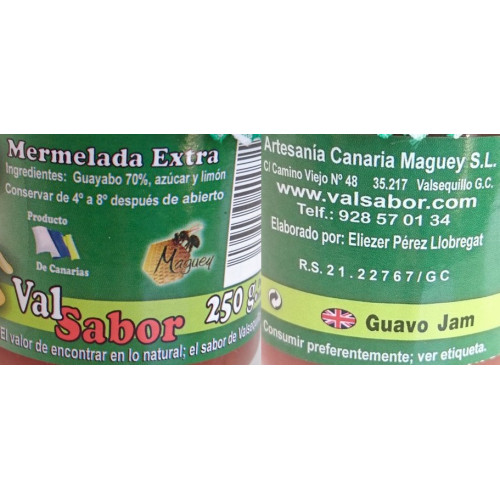 Mermelada Extra
Ingredientes: Guayabo 70%, azúcar y limón
Conservar de 4º a 8º después de abierto
Producto
De Canarias
Maguey
Val
Sabor
250
El valor de encontrar en lo natural; el sabor de
Artesanía Canaria Maguey S.L.
C/ Camino Viejo Nº 48 35.217 Valsequillo G.C.
www.valsabor.com
Telf.: 928 57 01 34
Elaborado por: Eliezer Pérez Llobregat
R.S. 21.22767/GC
Guavo Jam
Consumir preferentemente; ver etiqueta.